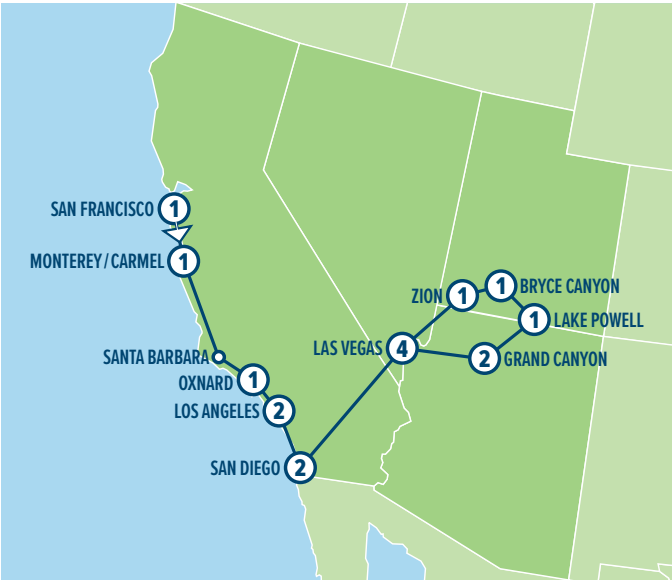 SAN FRANCISCO 1
MONTEREY / CARMEL 1
ZION 1
1 BRYCE CANYON
1 LAKE POWELL
LAS VEGAS 4
2 GRAND CANYON
SANTA BARBARA
OXNARD 1
LOS ANGELES 2
SAN DIEGO 2